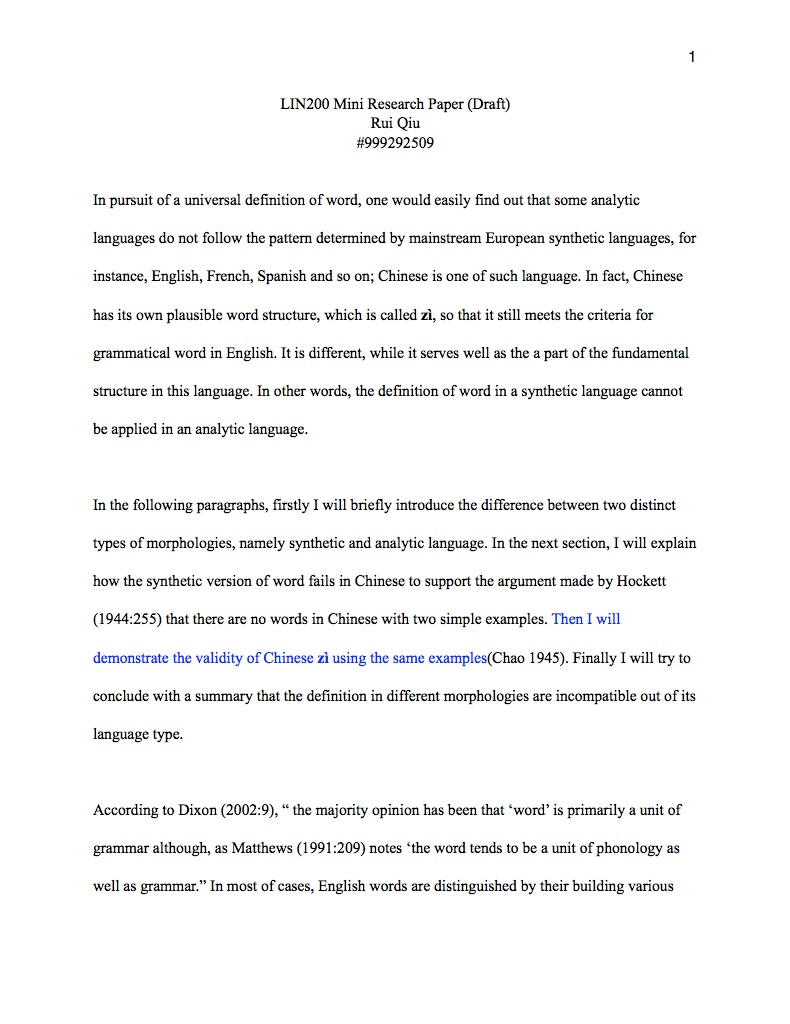 1
LIN200 Mini Research Paper (Draft)
Rui Qiu
#999292509
In pursuit of a universal definition of word, one would easily find out that some analytic
languages do not follow the pattern determined by mainstream European synthetic languages, for
instance, English, French, Spanish and so on; Chinese is one of such language. In fact, Chinese
has its own plausible word structure, which is called zì, so that it still meets the criteria for
grammatical word in English. It is different, while it serves well as the a part of the fundamental
structure in this language. In other words, the definition of word in a synthetic language cannot
be applied in an analytic language.
In the following paragraphs, firstly I will briefly introduce the difference between two distinct
types of morphologies, namely synthetic and analytic language. In the next section, I will explain
how the synthetic version of word fails in Chinese to support the argument made by Hockett
(1944:255) that there are no words in Chinese with two simple examples. Then I will
demonstrate the validity of Chinese zì using the same examples(Chao 1945). Finally I will try to
conclude with a summary that the definition in different morphologies are incompatible out of its
language type.
According to Dixon (2002:9), “ the majority opinion has been that ‘word’ is primarily a unit of
grammar although, as Matthews (1991:209) notes ‘the word tends to be a unit of phonology as
well as grammar.” In most of cases, English words are distinguished by their building various